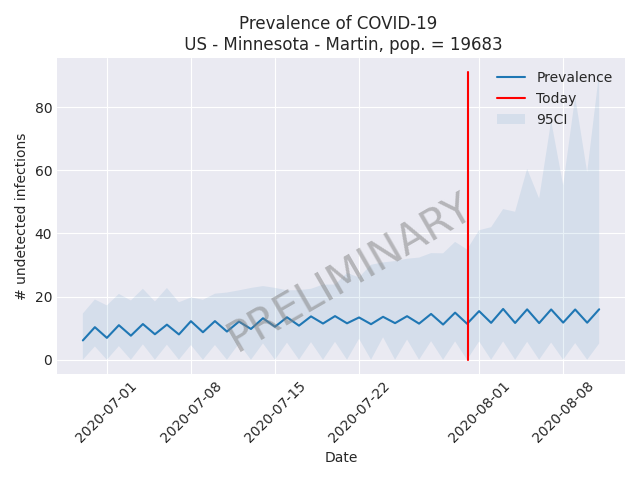 Prevalence of COVID-19
US - Minnesota - Martin, pop. = 19683
Prevalence
Today
95CI
# undetected infections
80
60
40
20
0
PRELIMINARY
2020-07-01
2020-07-08
2020-07-15
2020-07-22
2020-08-01
2020-08-08
Date